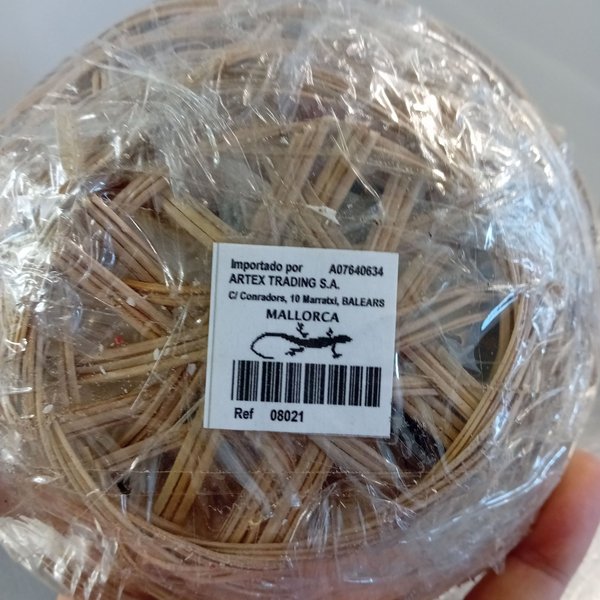 Importado por A07640634
ARTEX TRADING S.A.
C/ Conradors, 10 Marratxi, BALEARS
MALLORCA
Ref 08021